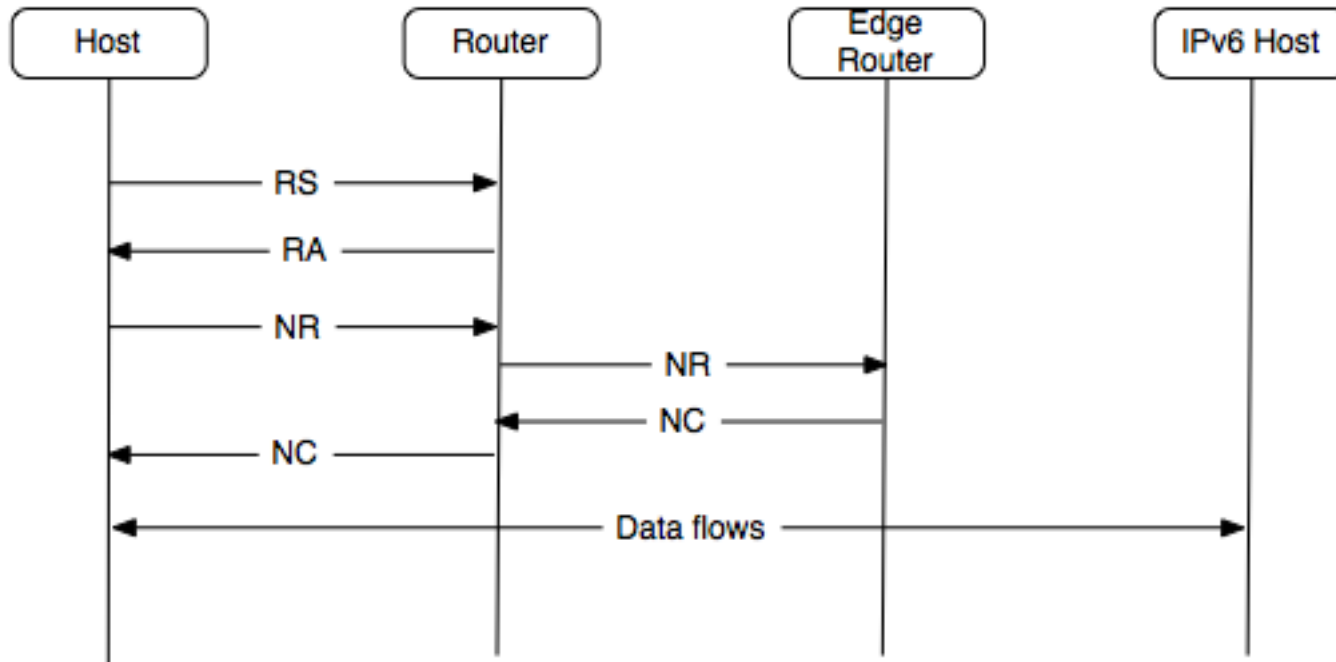 Host
Router
Edge
Router
IPv6 Host
RS
RA
NR
NR
NC
NC
Data flows